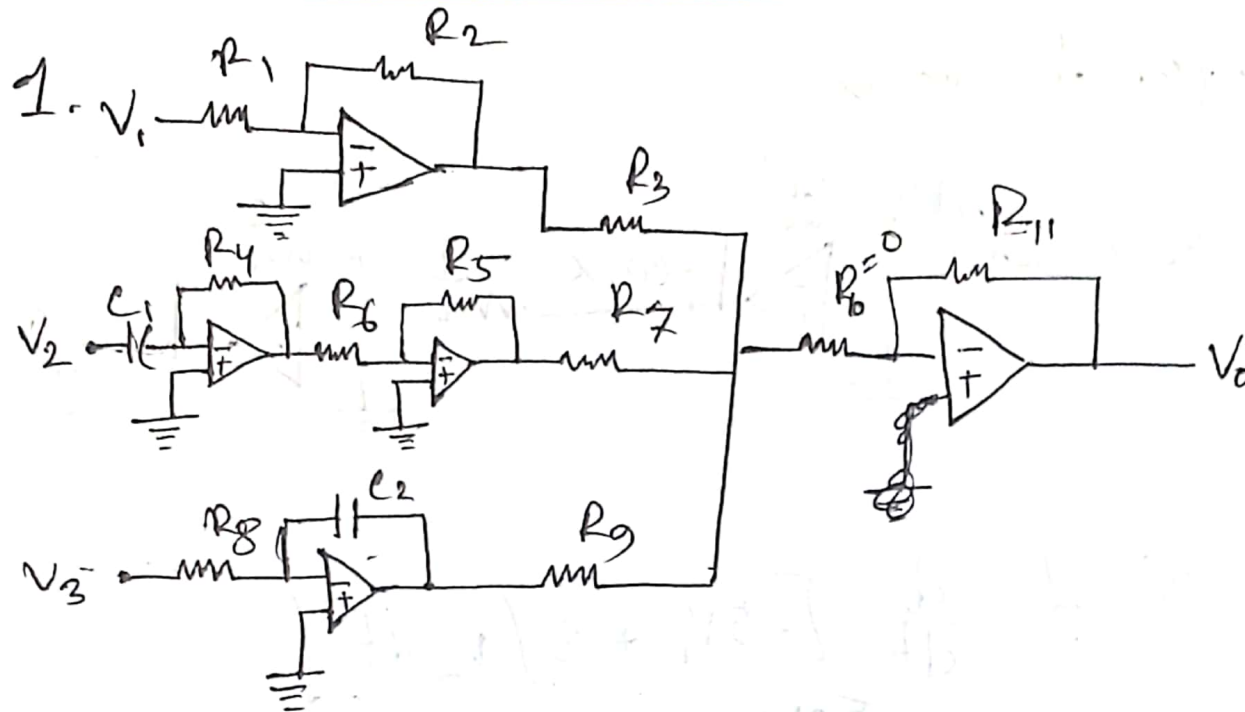 1.
V1
R1
R2
- +
R3
V2
C1
R4
- +
R6
R5
- +
R7
R10=0
R11
- +
V0
V3
R8
C2
- +
R9